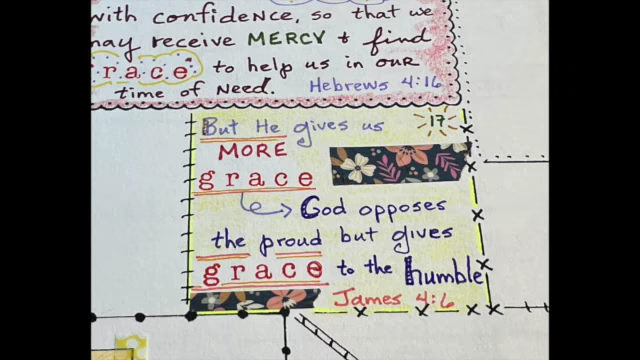 with confidence, so that we
may receive MERCY & find
grace to help us in our
time of need. Hebrews 4:16
But He gives us 17
MORE
grace
God opposes
the proud but gives
grace to the humble
James 4:6